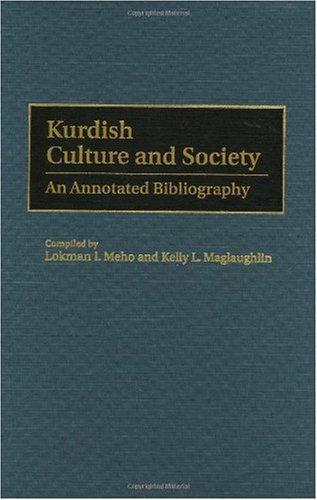 Kurdish
Culture and Society
An Annotated Bibliography
Compiled by
Lokman I. Meho and Kelly L. Maglaughlin